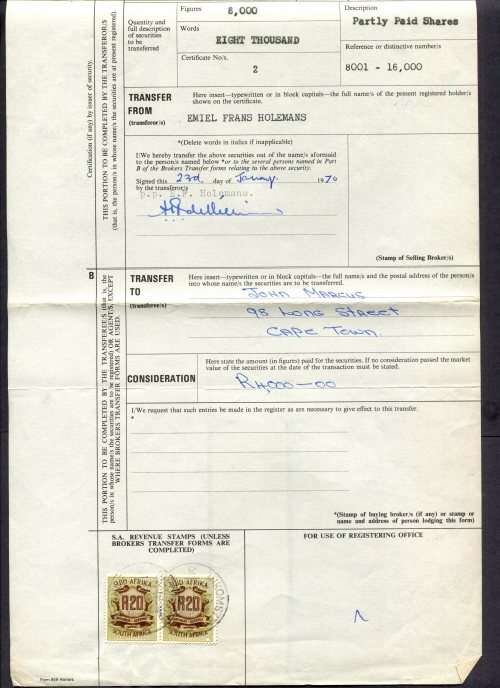 Certification (if any) by issuer of security.
THIS PORTION TO BE COMPLETED BY THE TRANSFEROR/S
(that is, the person/s in whose name/s the securities are at present registered).
Quantity and
full description
of securities
to be
transferred
Figures
8,000
Words
EIGHT THOUSAND
Certificate No/s.
2
Description
Partly Paid Shares
Reference or distinctive number/s
8001 - 16,000
TRANSFER
FROM
(transferor/s)
Here insert—typewritten or in block capitals—the full name/s of the present registered holder/s
shown on the certificate.
EMIEL FRANS HOLEMANS
*(Delete words in italics if inapplicable)
I/We hereby transfer the above securities out of the name/s aforesaid
to the person/s named below *or to the several persons named in Part
B of the Brokers Transfer forms relating to the above security.
Signed this 23rd day of January 1970
by the transferor/s
p.p. E.F. Holemans.
(Stamp of Selling Broker/s)
B
THIS PORTION TO BE COMPLETED BY THE TRANSFEREE/S (that is, the
person/s in whose name/s the securities are to be registered) OR AGENT/S, EXCEPT
WHERE BROKERS TRANSFER FORMS ARE USED.
TRANSFER
TO
(transferee/s)
Here insert—typewritten or in block capitals—the full name/s and the postal address of the person/s
into whose name/s the securities are to be transferred.
JOHN MARCUS
95 LONG STREET
CAPE TOWN.
CONSIDERATION
Here state the amount (in figures) paid for the securities. If no consideration passed the market
value of the securities at the date of the transaction must be stated.
R4,000—00
I/We request that such entries be made in the register as are necessary to give effect to this transfer.
*
*(Stamp of buying broker/s (if any) or stamp or
name and address of person lodging this form)
S.A. REVENUE STAMPS (UNLESS
BROKERS TRANSFER FORMS ARE
COMPLETED)
FOR USE OF REGISTERING OFFICE
SUID-AFRIKA
R20
SOUTH AFRICA
SUID-AFRIKA
R20
SOUTH AFRICA